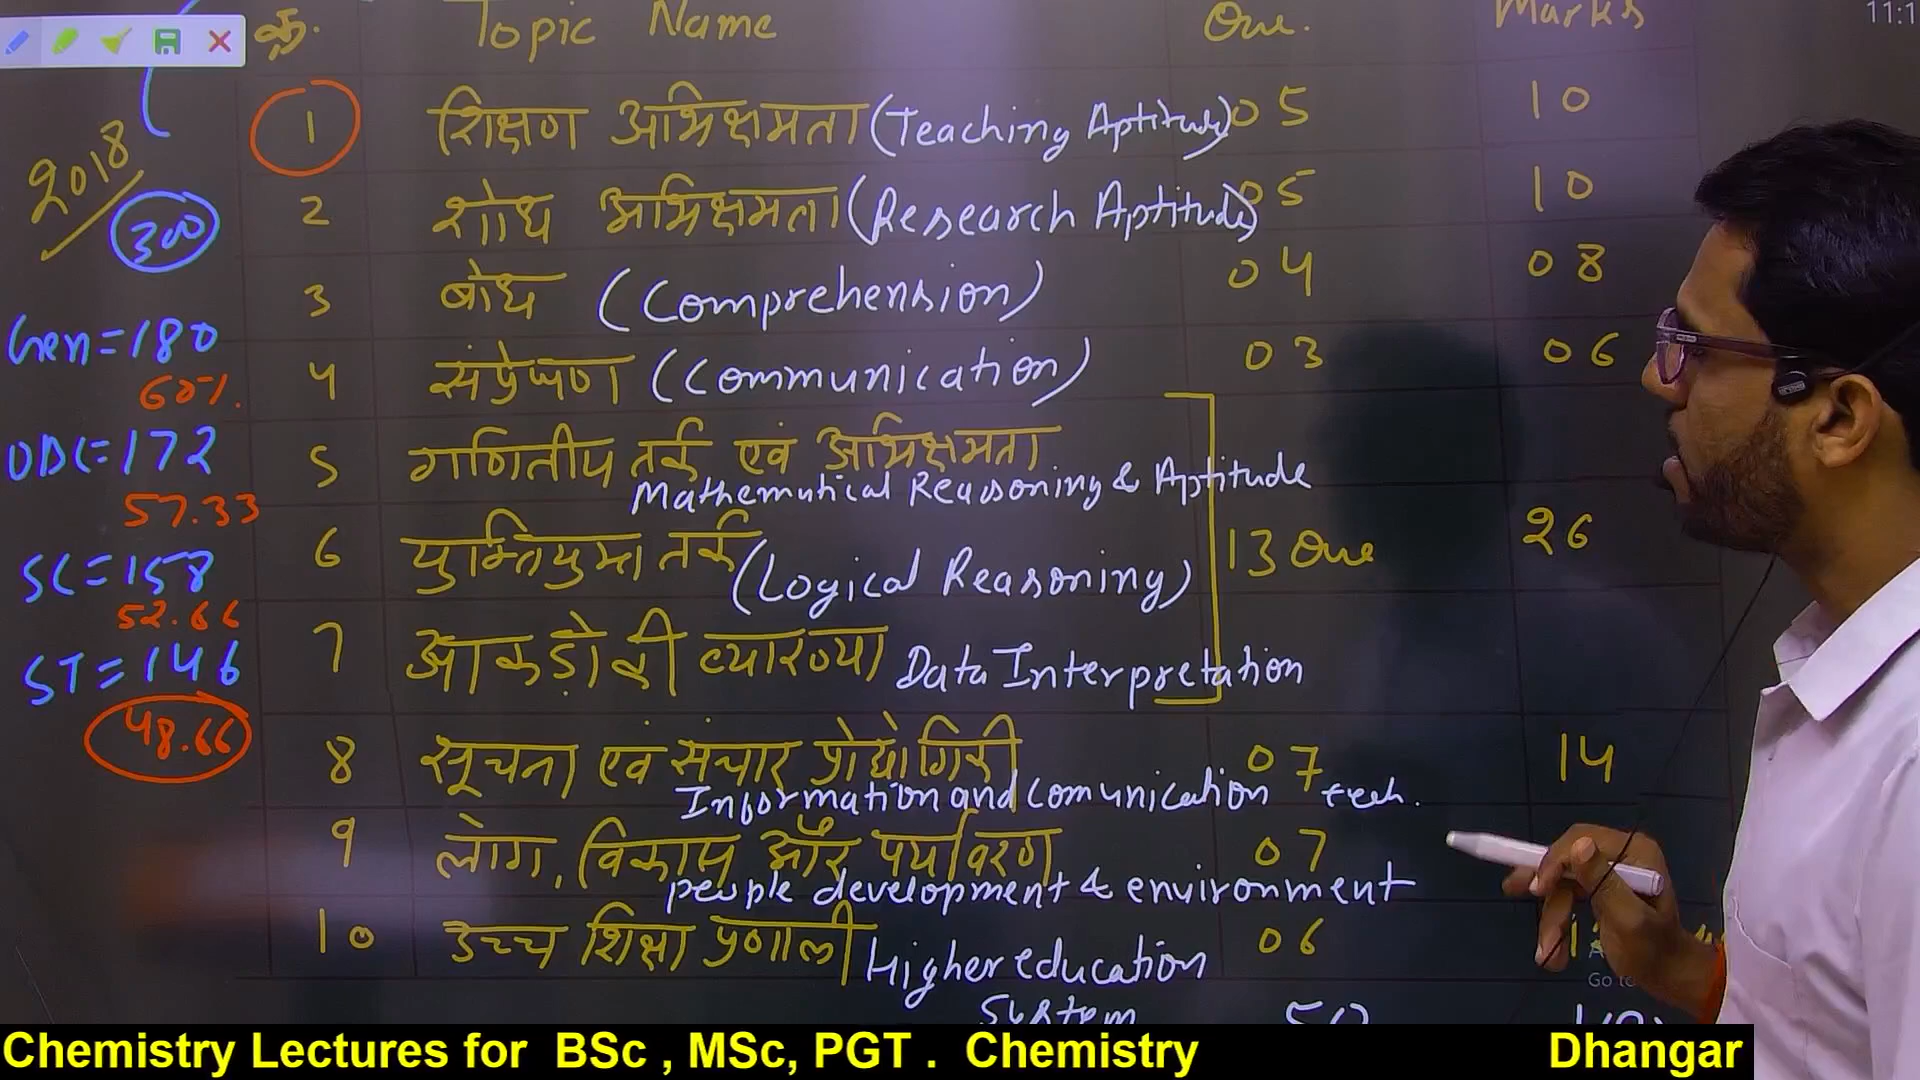 Topic Name Que. Marks 11:1
1 शिक्षण अभिक्षमता (Teaching Aptitude) 05 10
2018
300
2 शोध अभिक्षमता (Research Aptitude) 05 10
3 बोध (Comprehension) 04 08
Gen=180
60%.
4 संप्रेषण (Communication) 03 06
OBC=172
57.33
5 गणितीय तर्क एवं अभिक्षमता
Mathematical Reasoning & Aptitude
SC=158
52.66
6 युक्तियुक्त तर्क (Logical Reasoning) 13 Que 26
ST=146
48.66
7 आकड़ो की व्याख्या Data Interpretation
8 सूचना एवं संचार प्रोद्योगिकी 07 14
Information and comunication tech.
9 लोग, विकास और पर्यावरण 07
people development & environment
10 उच्च शिक्षा प्रणाली Higher education 06
System 50
Go to
Chemistry Lectures for BSc , MSc, PGT . Chemistry Dhangar